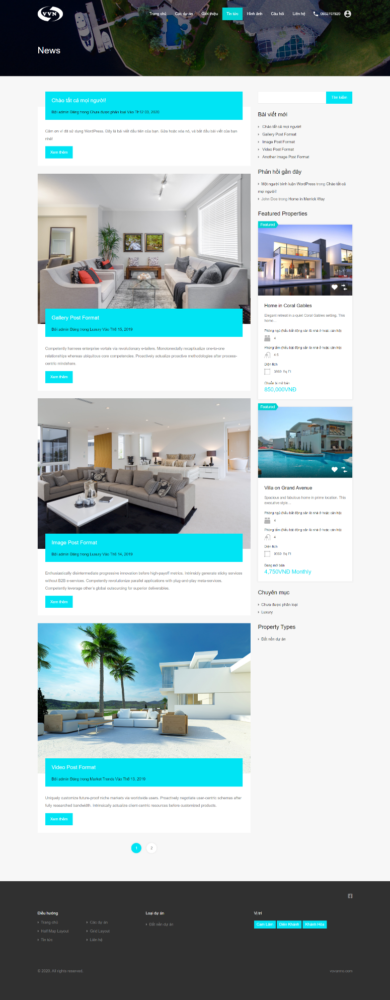 VVN
Trang chủ Các dự án Giới thiệu Tin tức Hình ảnh Câu hỏi Liên hệ 0932707920
News
Chào tất cả mọi người!
Bởi admin Đăng trong Chưa được phân loại Vào Th12 03, 2020
Cảm ơn vì đã sử dụng WordPress. Đây là bài viết đầu tiên của bạn. Sửa hoặc xóa nó, và bắt đầu bài viết của bạn
nhé!
Xem thêm
Gallery Post Format
Bởi admin Đăng trong Luxury Vào Th6 15, 2019
Competently harness enterprise vortals via revolutionary e-tailers. Monotonectally recaptiualize one-to-one
relationships whereas ubiquitous core competencies. Proactively actualize proactive methodologies after process-
centric mindshare.
Xem thêm
Image Post Format
Bởi admin Đăng trong Luxury Vào Th6 14, 2019
Enthusiastically disintermediate progressive innovation before high-payoff metrics. Intrinsicly generate sticky services
without B2B e-services. Competently revolutionize parallel applications with plug-and-play meta-services.
Competently leverage other's global outsourcing for superior deliverables.
Xem thêm
Video Post Format
Bởi admin Đăng trong Market Trends Vào Th6 13, 2019
Uniquely customize future-proof niche markets via worldwide users. Proactively negotiate user-centric schemas after
fully researched bandwidth. Intrinsically actualize client-centric resources before customized products.
Xem thêm
1 2
Tìm kiếm
Bài viết mới
Chào tất cả mọi người!
Gallery Post Format
Image Post Format
Video Post Format
Another Image Post Format
Phản hồi gần đây
Một người bình luận WordPress trong Chào tất cả
mọi người!
John Doe trong Home in Merrick Way
Featured Properties
Featured
Home in Coral Gables
Elegant retreat in a quiet Coral Gables setting. This
home…
Phòng ngủ (Nếu bất động sản là nhà ở hoặc căn hộ)
4
Phòng tắm (Nếu bất động sản là nhà ở hoặc căn hộ)
4.5
Diện tích
3800 Sq Ft
Chuẩn bị mở bán
850,000VNĐ
Featured
Villa on Grand Avenue
Spacious and fabulous home in prime location. This
executive style…
Phòng ngủ (Nếu bất động sản là nhà ở hoặc căn hộ)
4
Phòng tắm (Nếu bất động sản là nhà ở hoặc căn hộ)
4
Diện tích
9350 Sq Ft
Đang mở bán
4,750VNĐ Monthly
Chuyên mục
Chưa được phân loại
Luxury
Property Types
Đất nền dự án
Điều hướng
Trang chủ Các dự án
Half Map Layout Grid Layout
Tin tức Liên hệ
Loại dự án
Đất nền dự án
Vị trí
Cam Lâm Diên Khánh Khánh Hòa
© 2020. All rights reserved.
vovanno.com